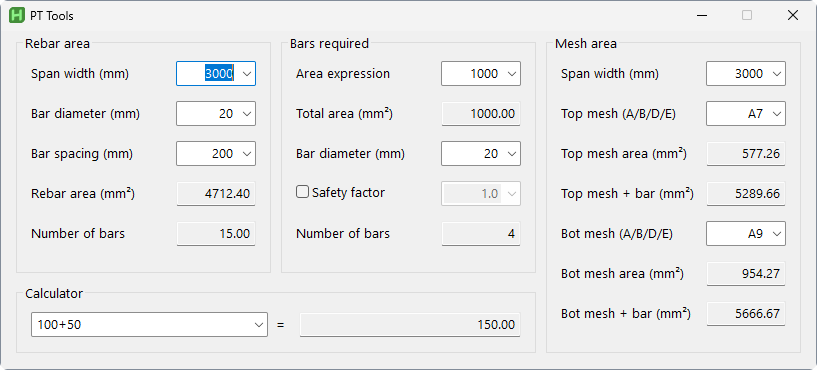 PT Tools
Rebar area
Span width (mm) 3000
Bar diameter (mm) 20
Bar spacing (mm) 200
Rebar area (mm²) 4712.40
Number of bars 15.00
Bars required
Area expression 1000
Total area (mm²) 1000.00
Bar diameter (mm) 20
Safety factor 1.0
Number of bars 4
Mesh area
Span width (mm) 3000
Top mesh (A/B/D/E) A7
Top mesh area (mm²) 577.26
Top mesh + bar (mm²) 5289.66
Bot mesh (A/B/D/E) A9
Bot mesh area (mm²) 954.27
Bot mesh + bar (mm²) 5666.67
Calculator
100+50 = 150.00